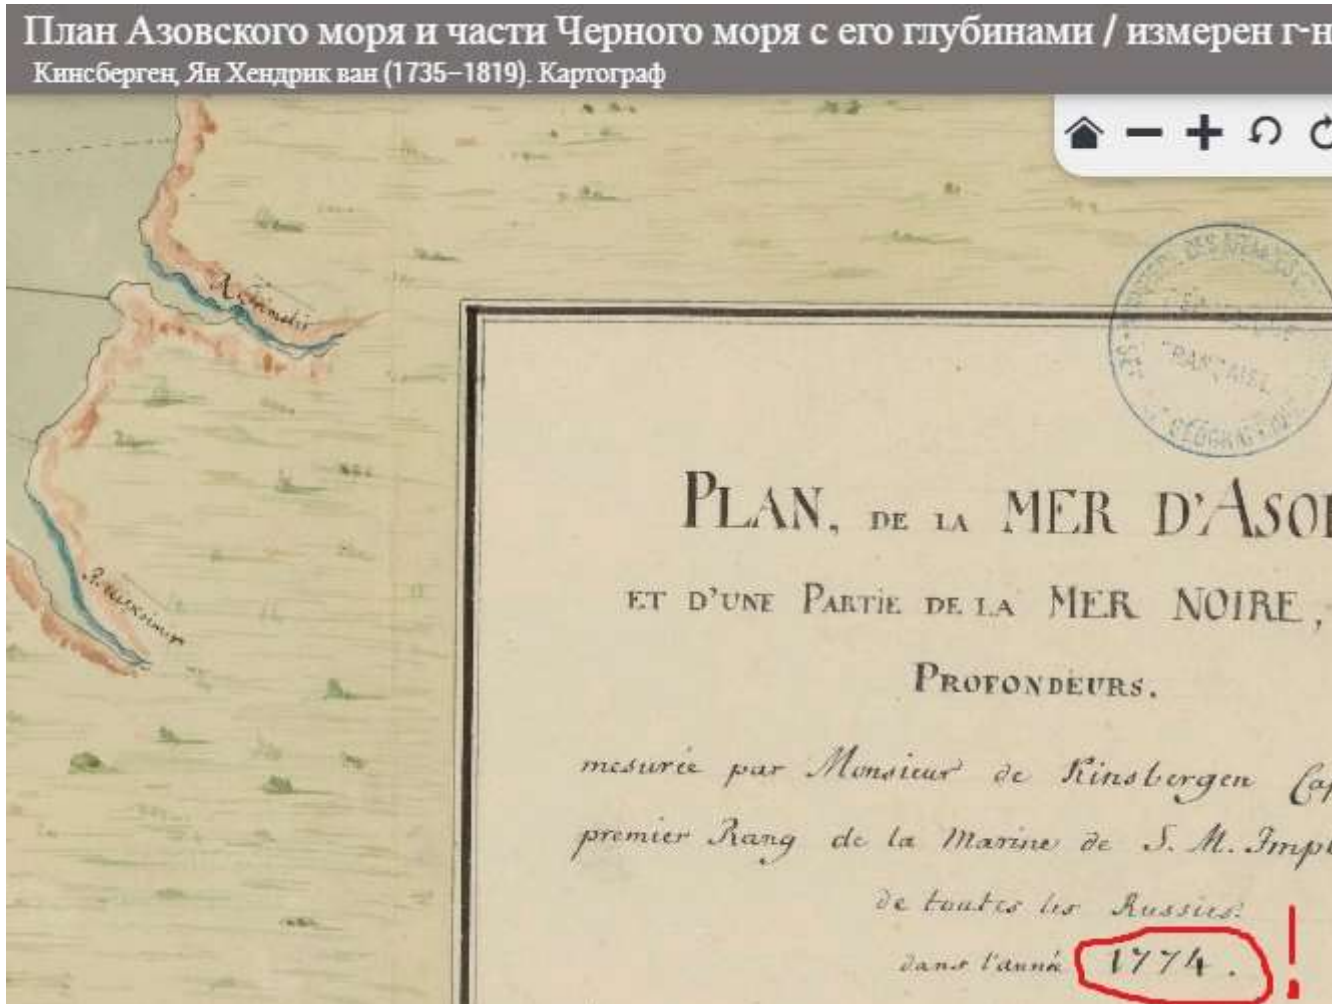 План Азовского моря и части Черного моря с его глубинами / измерен г-н
Кинсберген, Ян Хендрик ван (1735–1819). Картограф
PLAN, DE LA MER D'ASO
ET D'UNE PARTIE DE LA MER NOIRE,
PROFONDEURS.
mesurée par Monsieur de Kinsbergen Cap
premier Rang de la Marine de S. M. Imp
de toutes les Russies
dans l'année 1774.
FRANÇAISE
R.
R.